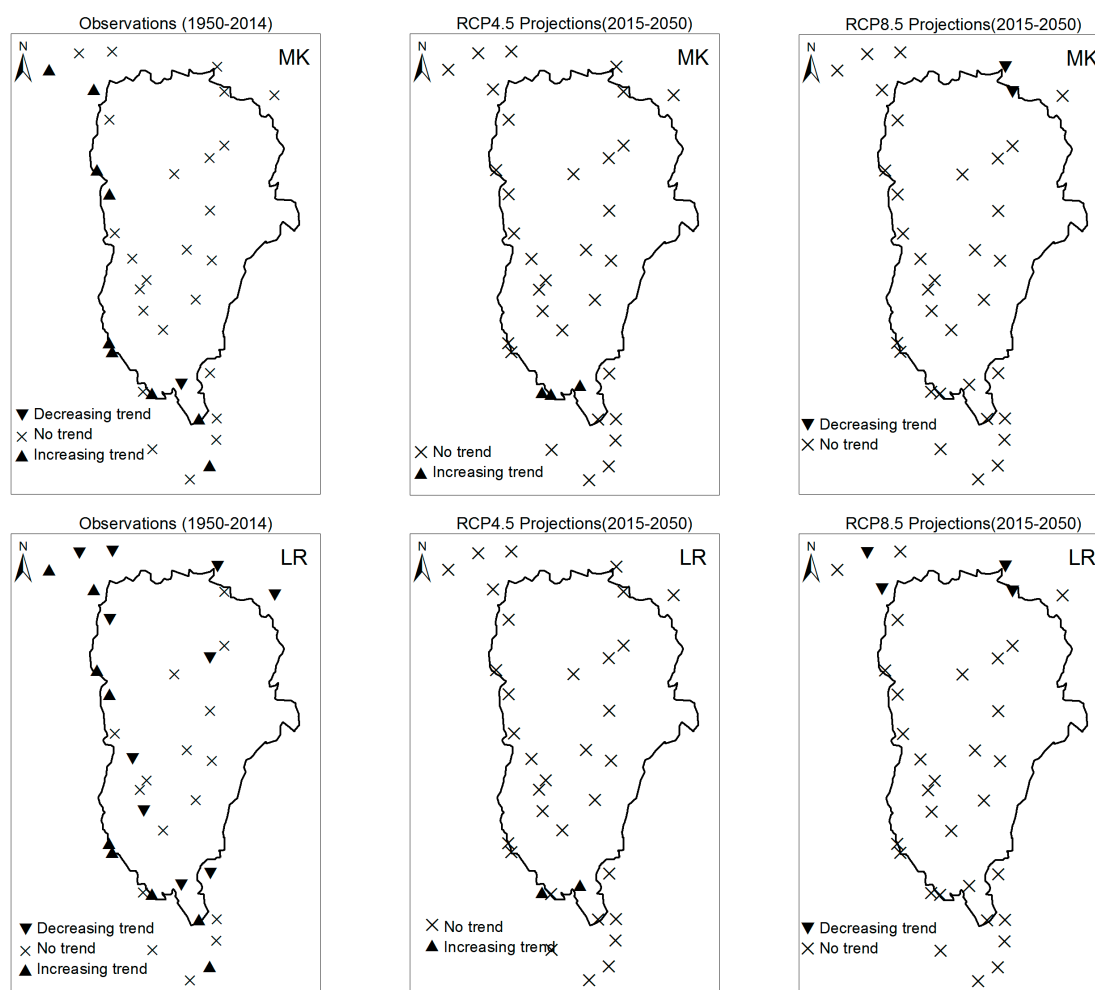 Observations (1950-2014)
N
MK
Decreasing trend
No trend
Increasing trend
RCP4.5 Projections(2015-2050)
N
MK
No trend
Increasing trend
RCP8.5 Projections(2015-2050)
N
MK
Decreasing trend
No trend
Observations (1950-2014)
N
LR
Decreasing trend
No trend
Increasing trend
RCP4.5 Projections(2015-2050)
N
LR
No trend
Increasing trend
RCP8.5 Projections(2015-2050)
N
LR
Decreasing trend
No trend